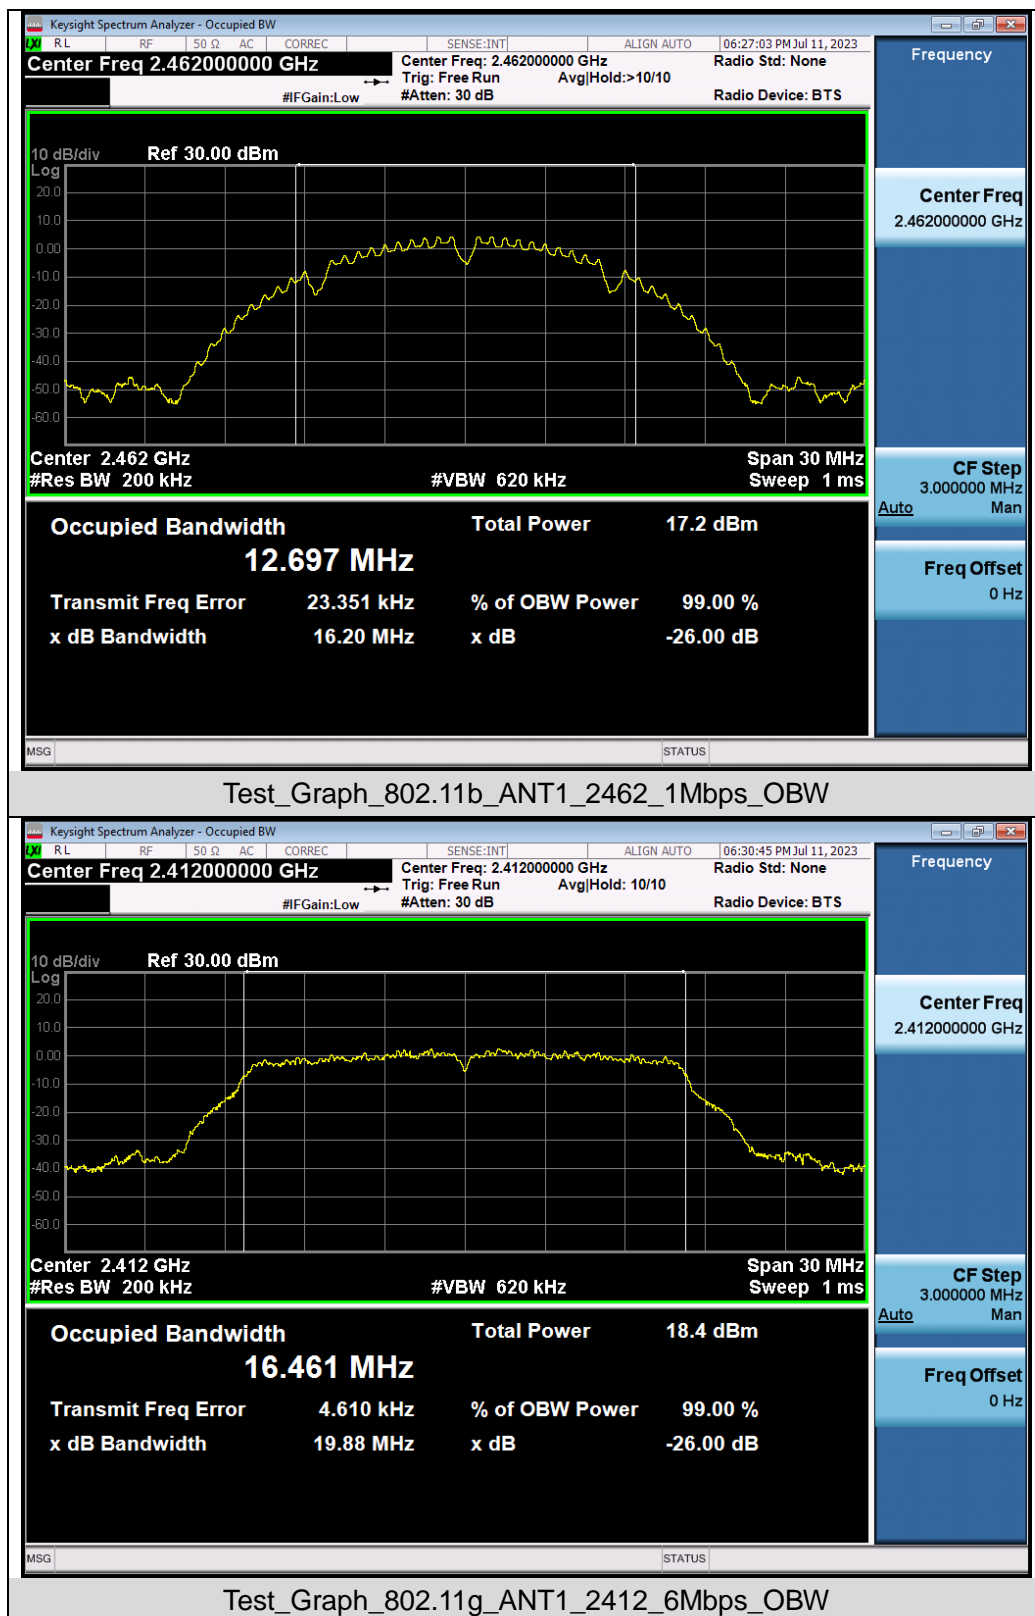 Keysight Spectrum Analyzer - Occupied BW
LXI RL RF 50 Ω AC CORREC SENSE:INT ALIGN AUTO 06:27:03 PM Jul 11, 2023
Center Freq 2.462000000 GHz
Center Freq: 2.462000000 GHz
Radio Std: None
Trig: Free Run Avg|Hold:>10/10
#IFGain:Low
#Atten: 30 dB
Radio Device: BTS
Frequency
10 dB/div
Ref 30.00 dBm
Log
20.0
10.0
0.00
-10.0
-20.0
-30.0
-40.0
-50.0
-60.0
Center 2.462 GHz
Span 30 MHz
#Res BW 200 kHz
#VBW 620 kHz
Sweep 1 ms
Center Freq
2.462000000 GHz
CF Step
3.000000 MHz
Auto Man
Freq Offset
0 Hz
Occupied Bandwidth
12.697 MHz
Total Power 17.2 dBm
Transmit Freq Error 23.351 kHz
% of OBW Power 99.00 %
x dB Bandwidth 16.20 MHz
x dB -26.00 dB
MSG
STATUS
Test_Graph_802.11b_ANT1_2462_1Mbps_OBW
Keysight Spectrum Analyzer - Occupied BW
LXI RL RF 50 Ω AC CORREC SENSE:INT ALIGN AUTO 06:30:45 PM Jul 11, 2023
Center Freq 2.412000000 GHz
Center Freq: 2.412000000 GHz
Radio Std: None
Trig: Free Run Avg|Hold: 10/10
#IFGain:Low
#Atten: 30 dB
Radio Device: BTS
Frequency
10 dB/div
Ref 30.00 dBm
Log
20.0
10.0
0.00
-10.0
-20.0
-30.0
-40.0
-50.0
-60.0
Center 2.412 GHz
Span 30 MHz
#Res BW 200 kHz
#VBW 620 kHz
Sweep 1 ms
Center Freq
2.412000000 GHz
CF Step
3.000000 MHz
Auto Man
Freq Offset
0 Hz
Occupied Bandwidth
16.461 MHz
Total Power 18.4 dBm
Transmit Freq Error 4.610 kHz
% of OBW Power 99.00 %
x dB Bandwidth 19.88 MHz
x dB -26.00 dB
MSG
STATUS
Test_Graph_802.11g_ANT1_2412_6Mbps_OBW